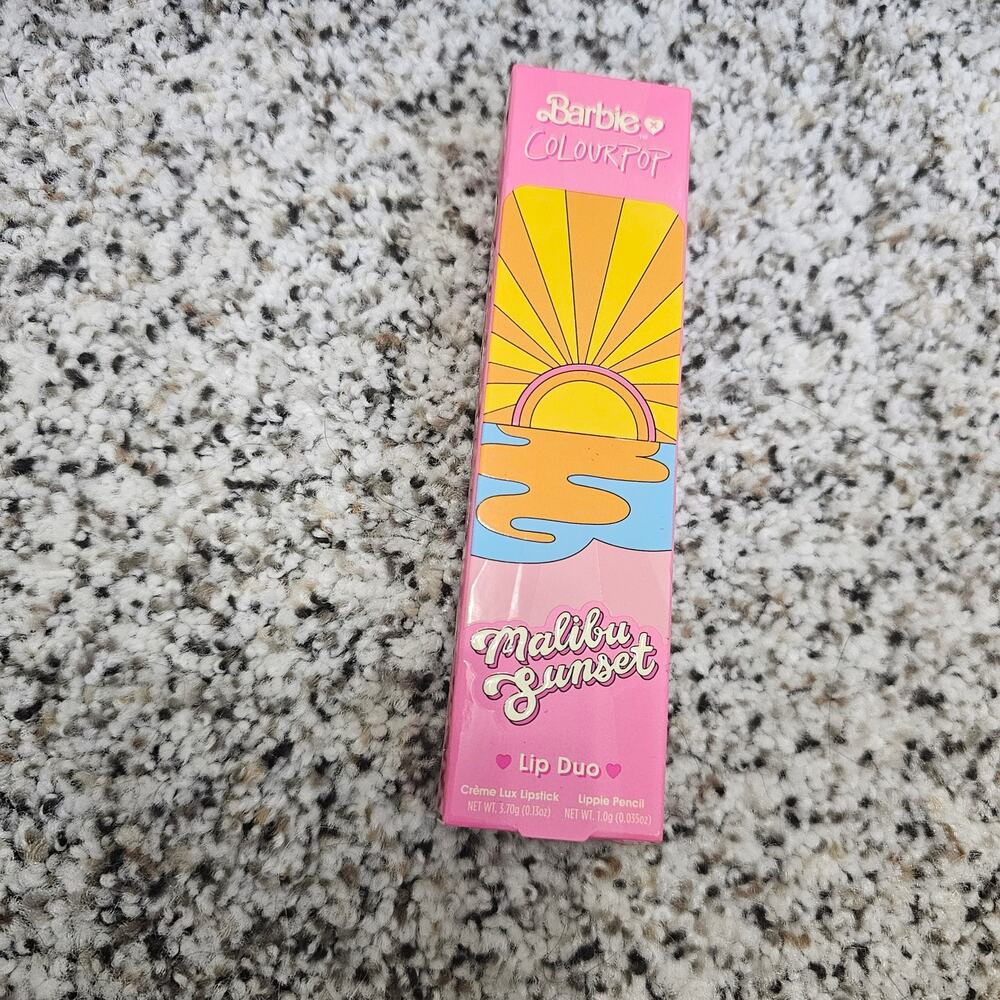 Barbie™ x
COLOURPOP
Malibu
Sunset
Lip Duo
Crème Lux Lipstick Lippie Pencil
NET WT. 3.70g (0.13oz) NET WT. 1.0g (0.035oz)